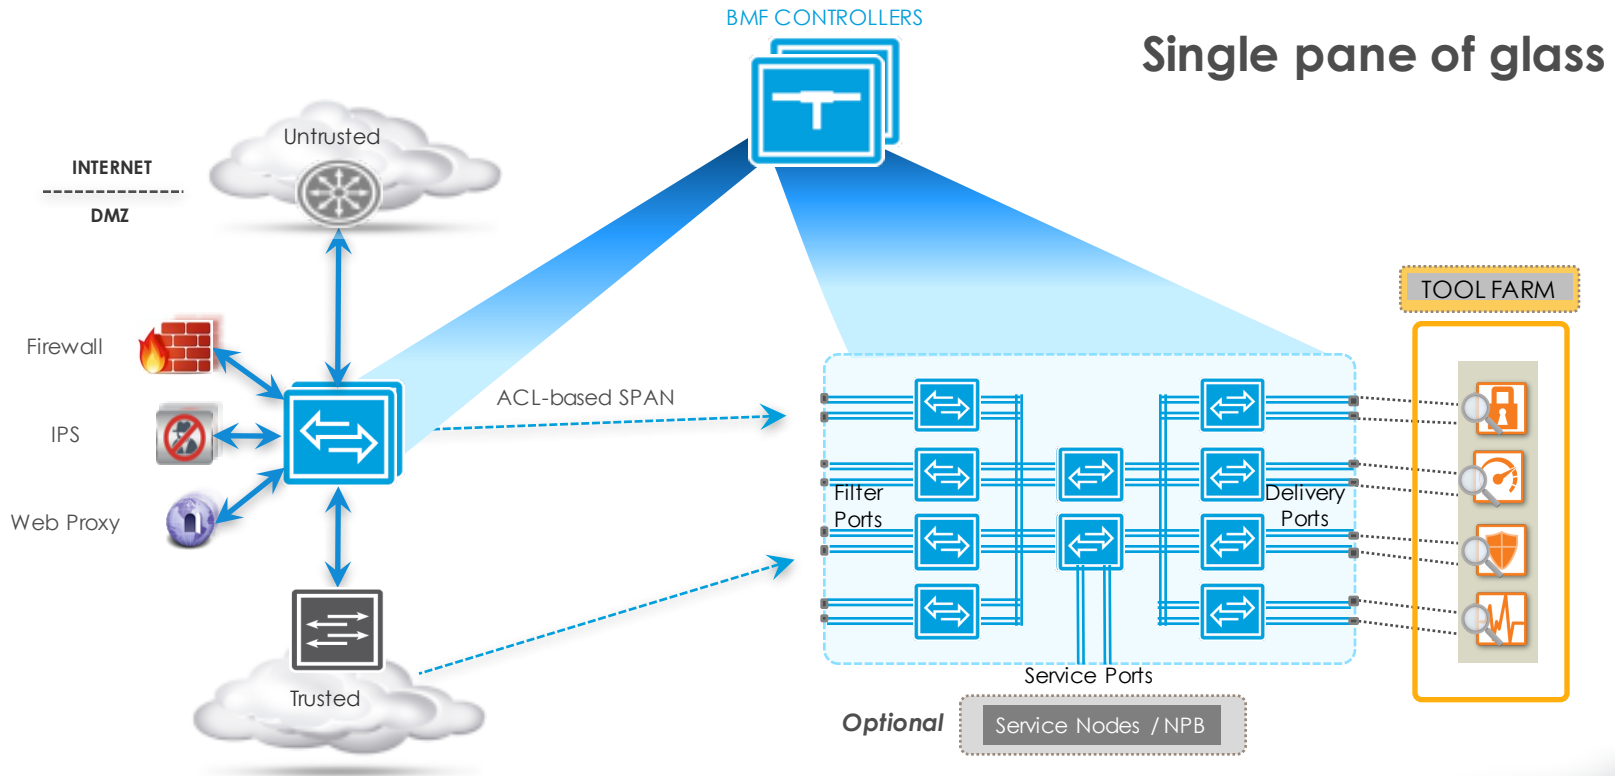 BMF CONTROLLERS
Single pane of glass
Untrusted
INTERNET
DMZ
TOOL FARM
Firewall
ACL-based SPAN
IPS
Filter
Ports
Delivery
Ports
Web Proxy
Service Ports
Trusted
Optional
Service Nodes / NPB